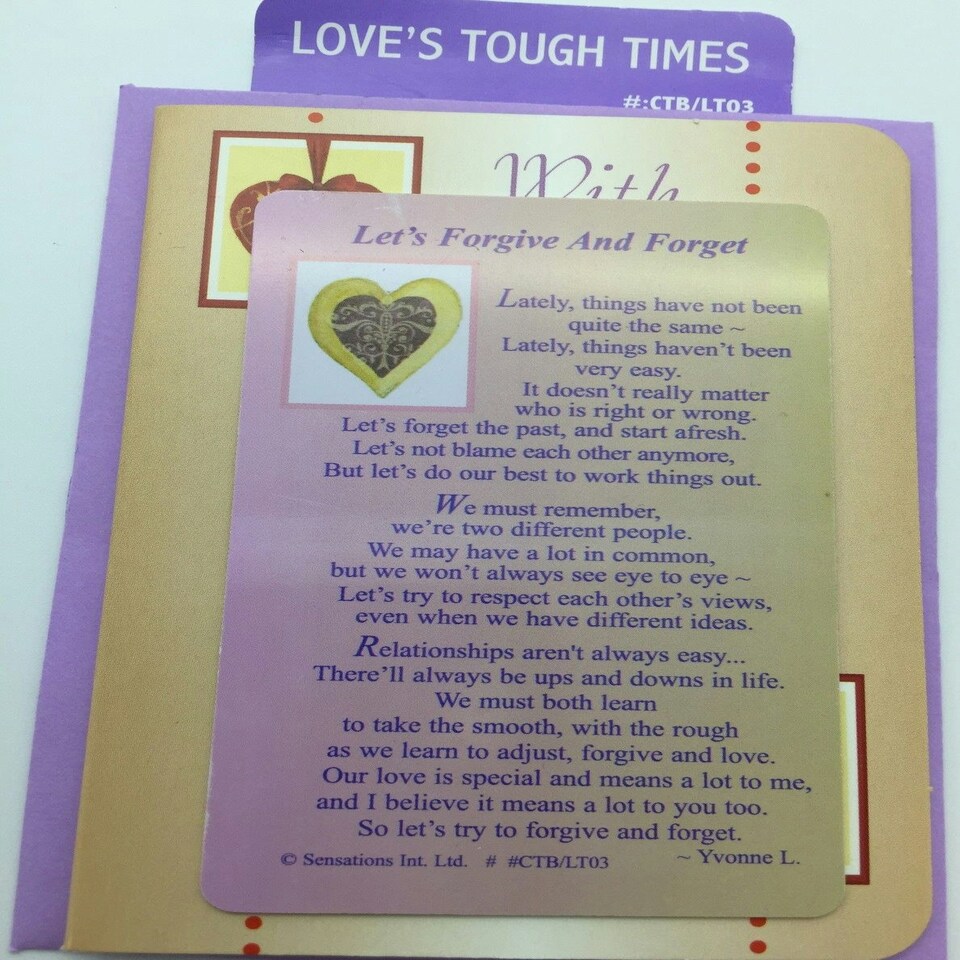 LOVE'S TOUGH TIMES
#:CTB/LT03
With
Let's Forgive And Forget
Lately, things have not been
quite the same ~
Lately, things haven't been
very easy.
It doesn't really matter
who is right or wrong.
Let's forget the past, and start afresh.
Let's not blame each other anymore,
But let's do our best to work things out.
We must remember,
we're two different people.
We may have a lot in common,
but we won't always see eye to eye ~
Let's try to respect each other's views,
even when we have different ideas.
Relationships aren't always easy...
There'll always be ups and downs in life.
We must both learn
to take the smooth, with the rough
as we learn to adjust, forgive and love.
Our love is special and means a lot to me,
and I believe it means a lot to you too.
So let's try to forgive and forget.
© Sensations Int. Ltd. # #CTB/LT03 ~ Yvonne L.